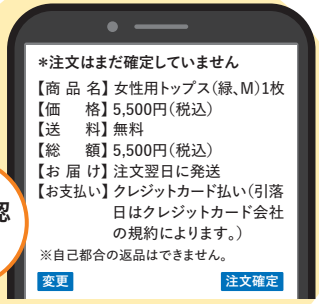 *注文はまだ確定していません
【商品名】女性用トップス(緑、M)1枚
【価　格】5,500円(税込)
【送　料】無料
【総　額】5,500円(税込)
【お届け】注文翌日に発送
【お支払い】クレジットカード払い(引落
日はクレジットカード会社
の規約によります。)
※自己都合の返品はできません。
認
変更 注文確定